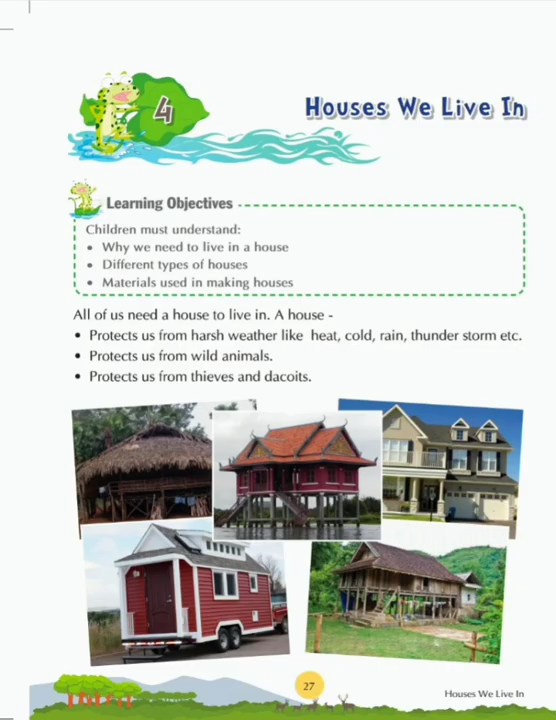 4
Houses We Live In
Learning Objectives
Children must understand:
• Why we need to live in a house
• Different types of houses
• Materials used in making houses
All of us need a house to live in. A house -
• Protects us from harsh weather like heat, cold, rain, thunder storm etc.
• Protects us from wild animals.
• Protects us from thieves and dacoits.
27
Houses We Live In